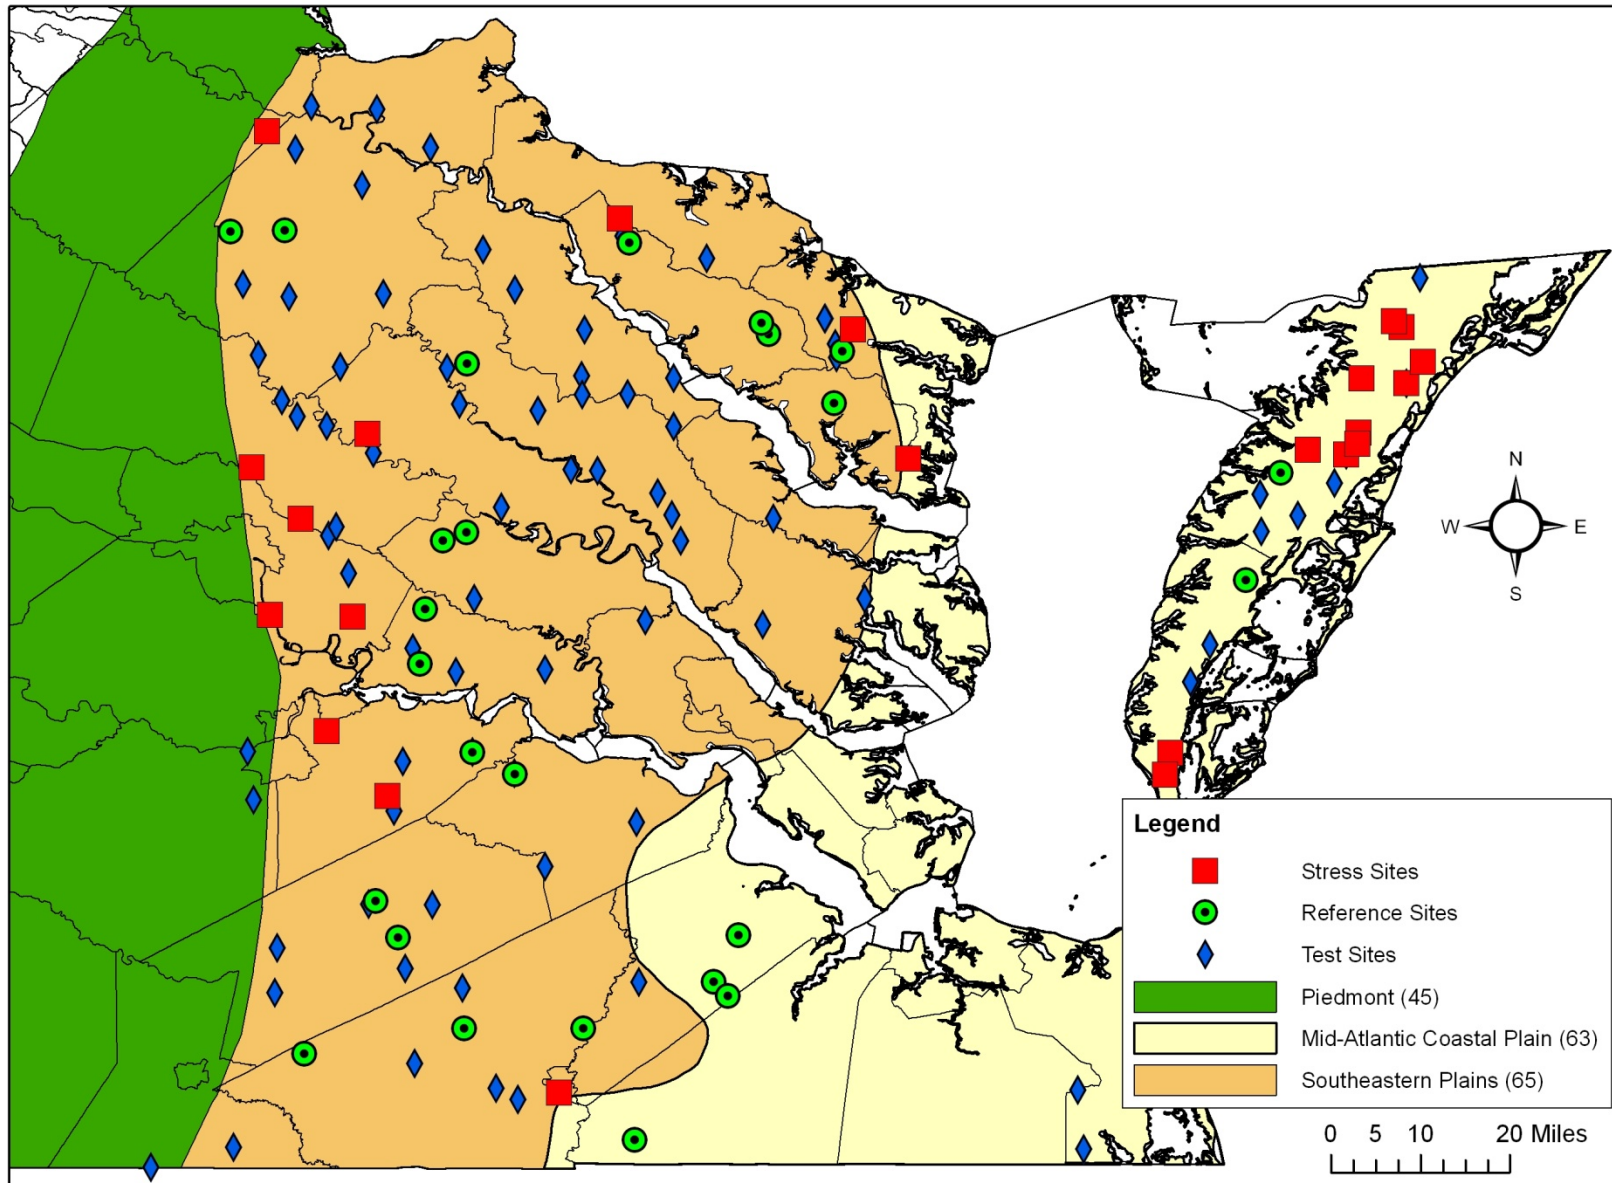 N
W E
S
Legend
Stress Sites
Reference Sites
Test Sites
Piedmont (45)
Mid-Atlantic Coastal Plain (63)
Southeastern Plains (65)
0 5 10 20 Miles